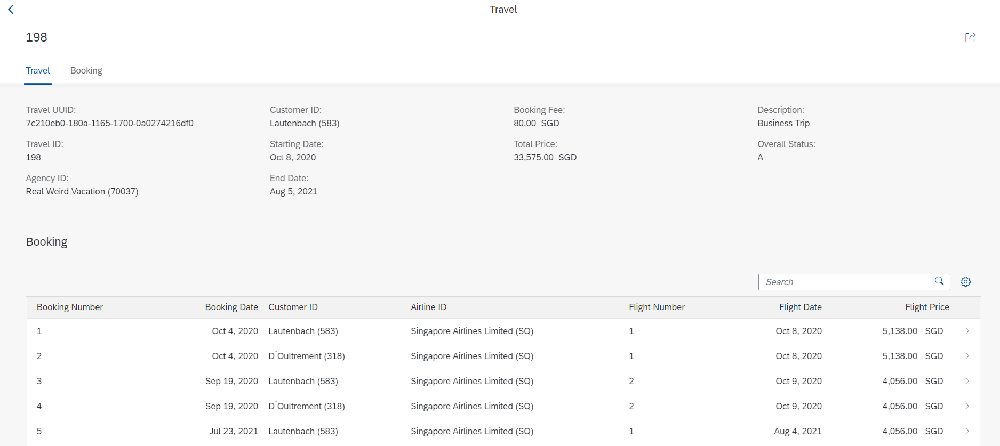 Travel
198
Travel Booking
Travel UUID: Customer ID: Booking Fee: Description:
7c210eb0-180a-1165-1700-0a0274216df0 Lautenbach (583) 80.00 SGD Business Trip
Travel ID: Starting Date: Total Price: Overall Status:
198 Oct 8, 2020 33,575.00 SGD A
Agency ID: End Date:
Real Weird Vacation (70037) Aug 5, 2021
Booking
Search
Booking Number Booking Date Customer ID Airline ID Flight Number Flight Date Flight Price
1 Oct 4, 2020 Lautenbach (583) Singapore Airlines Limited (SQ) 1 Oct 8, 2020 5,138.00 SGD
2 Oct 4, 2020 D´Oultrement (318) Singapore Airlines Limited (SQ) 1 Oct 8, 2020 5,138.00 SGD
3 Sep 19, 2020 Lautenbach (583) Singapore Airlines Limited (SQ) 2 Oct 9, 2020 4,056.00 SGD
4 Sep 19, 2020 D´Oultrement (318) Singapore Airlines Limited (SQ) 2 Oct 9, 2020 4,056.00 SGD
5 Jul 23, 2021 Lautenbach (583) Singapore Airlines Limited (SQ) 1 Aug 4, 2021 4,056.00 SGD